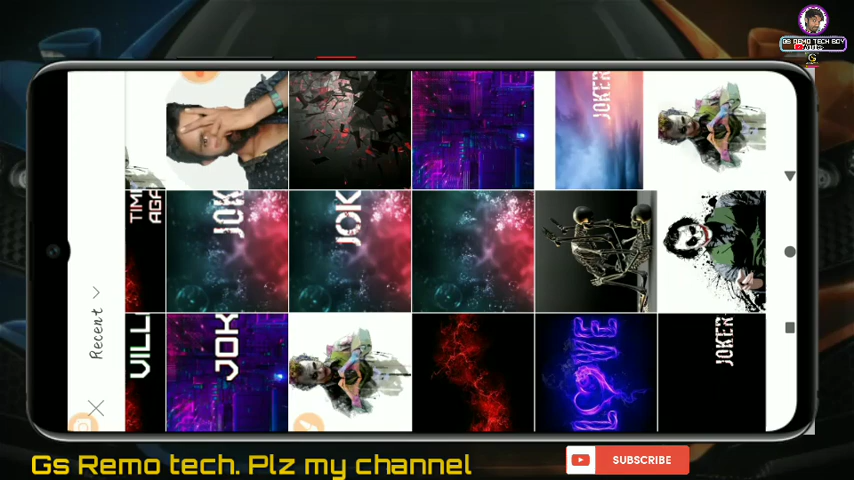 GS REMO TECH BOY
JOKER
TIMI
AGA
JOK
JOK
Recent
VILL
JOK
LOVE
JOKER
Gs Remo tech. Plz my channel
SUBSCRIBE